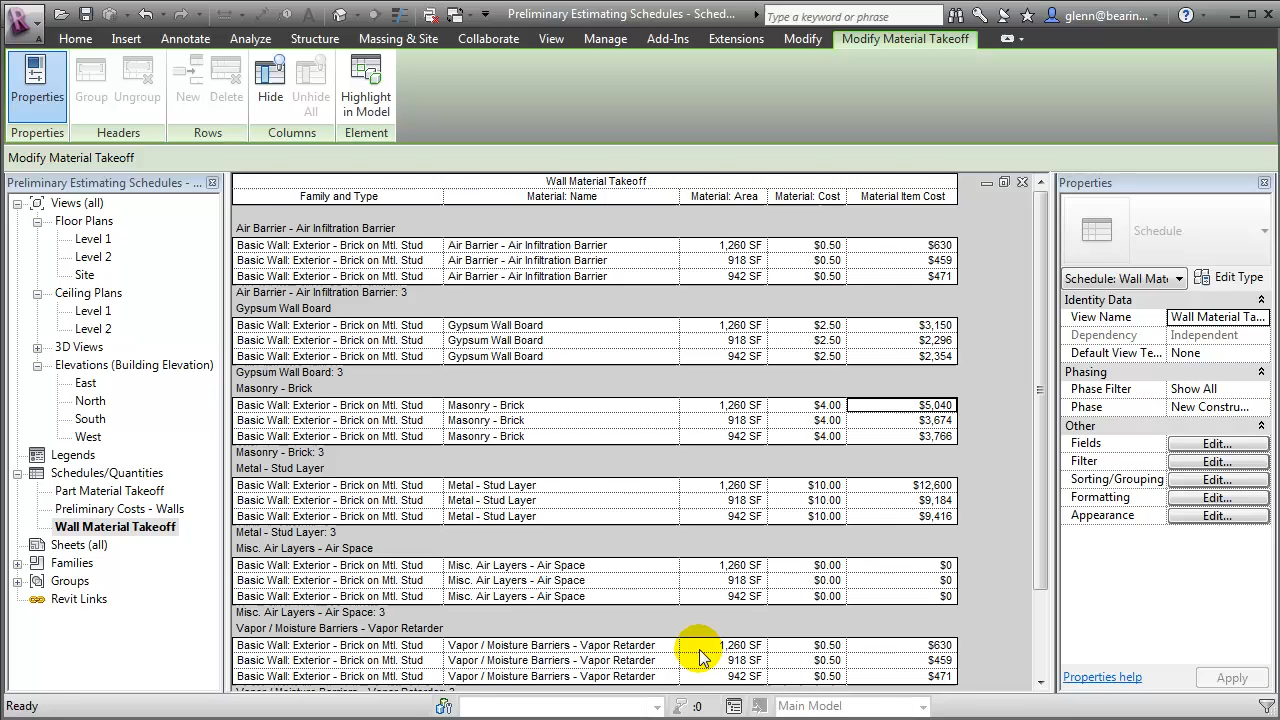 Preliminary Estimating Schedules - Sched...
Type a keyword or phrase
glenn@bearin...
Home Insert Annotate Analyze Structure Massing & Site Collaborate View Manage Add-Ins Extensions Modify Modify Material Takeoff
Properties Group Ungroup New Delete Hide Unhide All Highlight in Model
Properties Headers Rows Columns Element
Modify Material Takeoff
Preliminary Estimating Schedules - ...
Views (all)
Floor Plans
Level 1
Level 2
Site
Ceiling Plans
Level 1
Level 2
3D Views
Elevations (Building Elevation)
East
North
South
West
Legends
Schedules/Quantities
Part Material Takeoff
Preliminary Costs - Walls
Wall Material Takeoff
Sheets (all)
Families
Groups
Revit Links
Wall Material Takeoff
Family and Type Material: Name Material: Area Material: Cost Material Item Cost
Air Barrier - Air Infiltration Barrier
Basic Wall: Exterior - Brick on Mtl. Stud Air Barrier - Air Infiltration Barrier 1,260 SF $0.50 $630
Basic Wall: Exterior - Brick on Mtl. Stud Air Barrier - Air Infiltration Barrier 918 SF $0.50 $459
Basic Wall: Exterior - Brick on Mtl. Stud Air Barrier - Air Infiltration Barrier 942 SF $0.50 $471
Air Barrier - Air Infiltration Barrier: 3
Gypsum Wall Board
Basic Wall: Exterior - Brick on Mtl. Stud Gypsum Wall Board 1,260 SF $2.50 $3,150
Basic Wall: Exterior - Brick on Mtl. Stud Gypsum Wall Board 918 SF $2.50 $2,296
Basic Wall: Exterior - Brick on Mtl. Stud Gypsum Wall Board 942 SF $2.50 $2,354
Gypsum Wall Board: 3
Masonry - Brick
Basic Wall: Exterior - Brick on Mtl. Stud Masonry - Brick 1,260 SF $4.00 $5,040
Basic Wall: Exterior - Brick on Mtl. Stud Masonry - Brick 918 SF $4.00 $3,674
Basic Wall: Exterior - Brick on Mtl. Stud Masonry - Brick 942 SF $4.00 $3,766
Masonry - Brick: 3
Metal - Stud Layer
Basic Wall: Exterior - Brick on Mtl. Stud Metal - Stud Layer 1,260 SF $10.00 $12,600
Basic Wall: Exterior - Brick on Mtl. Stud Metal - Stud Layer 918 SF $10.00 $9,184
Basic Wall: Exterior - Brick on Mtl. Stud Metal - Stud Layer 942 SF $10.00 $9,416
Metal - Stud Layer: 3
Misc. Air Layers - Air Space
Basic Wall: Exterior - Brick on Mtl. Stud Misc. Air Layers - Air Space 1,260 SF $0.00 $0
Basic Wall: Exterior - Brick on Mtl. Stud Misc. Air Layers - Air Space 918 SF $0.00 $0
Basic Wall: Exterior - Brick on Mtl. Stud Misc. Air Layers - Air Space 942 SF $0.00 $0
Misc. Air Layers - Air Space: 3
Vapor / Moisture Barriers - Vapor Retarder
Basic Wall: Exterior - Brick on Mtl. Stud Vapor / Moisture Barriers - Vapor Retarder 1,260 SF $0.50 $630
Basic Wall: Exterior - Brick on Mtl. Stud Vapor / Moisture Barriers - Vapor Retarder 918 SF $0.50 $459
Basic Wall: Exterior - Brick on Mtl. Stud Vapor / Moisture Barriers - Vapor Retarder 942 SF $0.50 $471
Vapor / Moisture Barriers - Vapor Retarder: 3
Properties
Schedule
Schedule: Wall Mate Edit Type
Identity Data
View Name Wall Material Ta...
Dependency Independent
Default View Te... None
Phasing
Phase Filter Show All
Phase New Constru...
Other
Fields Edit...
Filter Edit...
Sorting/Grouping Edit...
Formatting Edit...
Appearance Edit...
Properties help Apply
Ready :0 Main Model